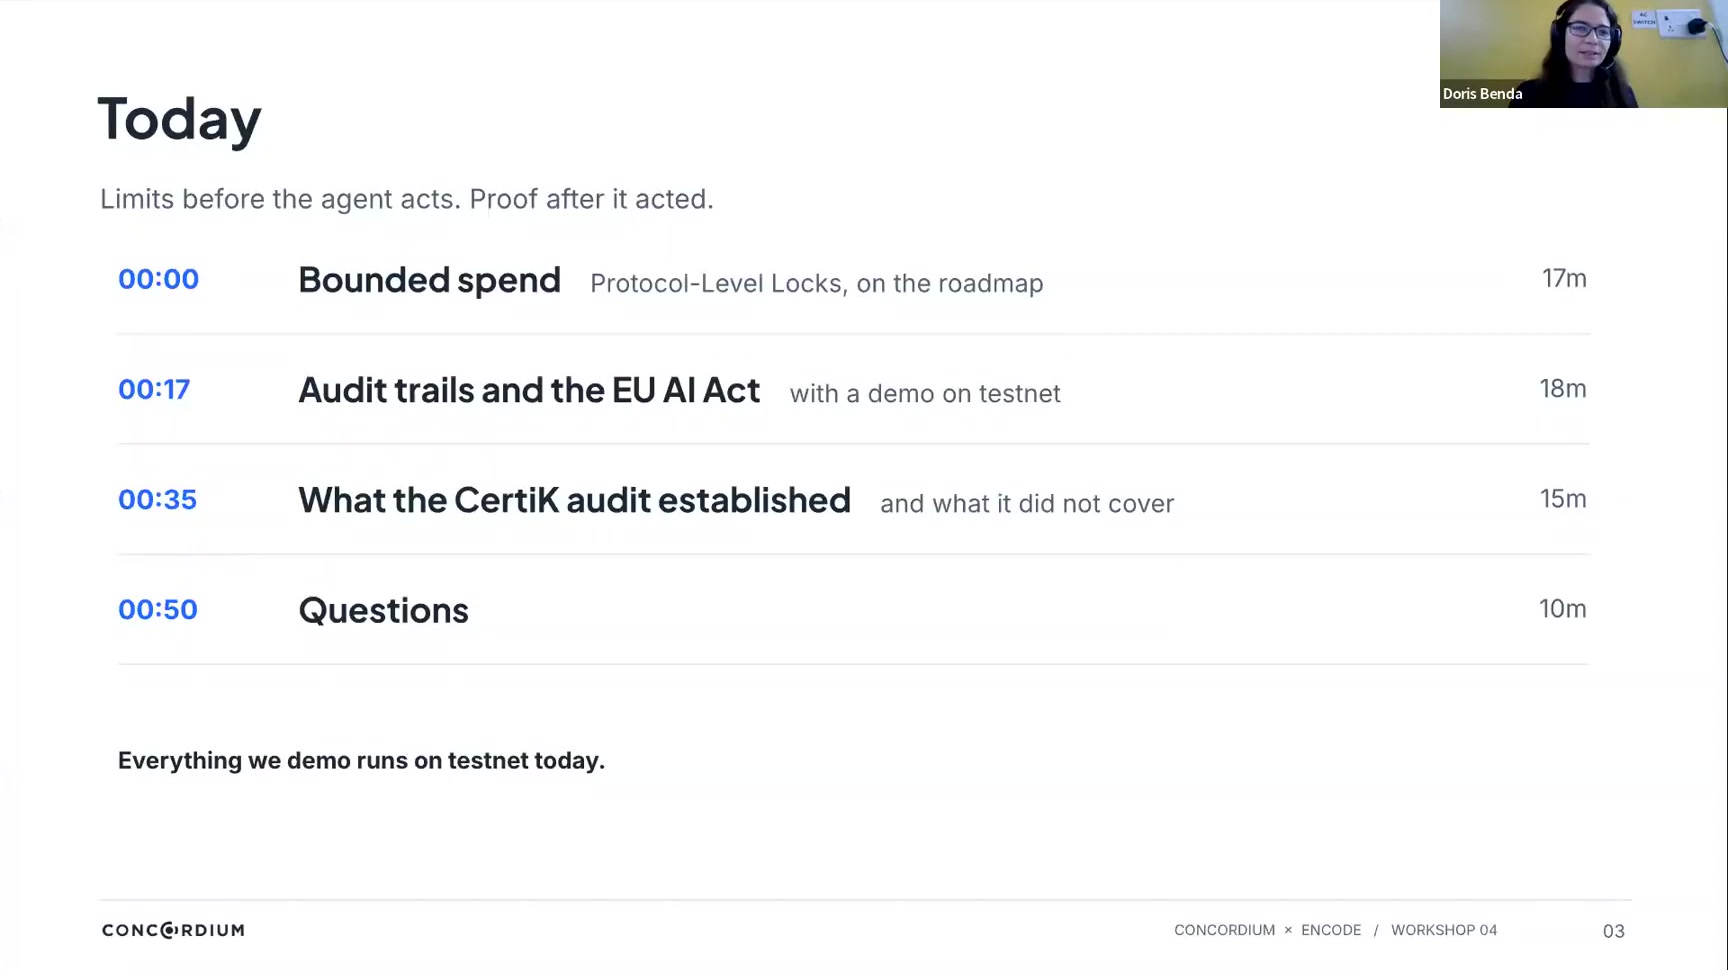 AC
SWITCH
Doris Benda
Today
Limits before the agent acts. Proof after it acted.
00:00 Bounded spend Protocol-Level Locks, on the roadmap 17m
00:17 Audit trails and the EU AI Act with a demo on testnet 18m
00:35 What the CertiK audit established and what it did not cover 15m
00:50 Questions 10m
Everything we demo runs on testnet today.
CONCORDIUM CONCORDIUM × ENCODE / WORKSHOP 04 03